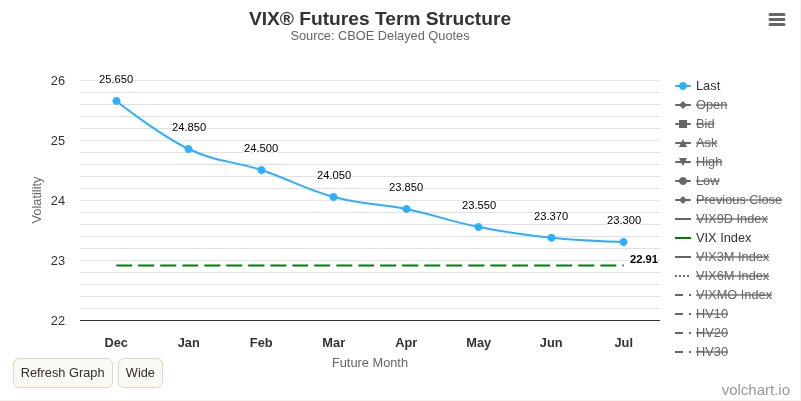 VIX® Futures Term Structure
Source: CBOE Delayed Quotes
26
25
24
23
22
Volatility
25.650
24.850
24.500
24.050
23.850
23.550
23.370
23.300
22.91
Dec Jan Feb Mar Apr May Jun Jul
Future Month
Last
Open
Bid
Ask
High
Low
Previous Close
VIX9D Index
VIX Index
VIX3M Index
VIX6M Index
VIXMO Index
HV10
HV20
HV30
Refresh Graph Wide
volchart.io